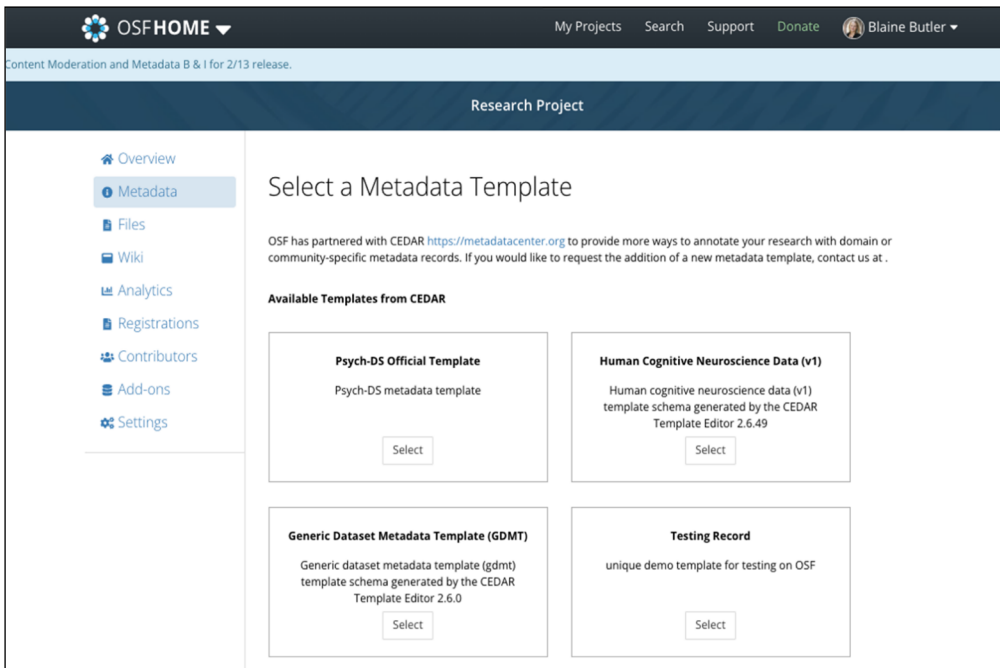 OSFHOME
My Projects Search Support Donate Blaine Butler
Content Moderation and Metadata B & I for 2/13 release.
Research Project
Overview
Metadata
Files
Wiki
Analytics
Registrations
Contributors
Add-ons
Settings
Select a Metadata Template
OSF has partnered with CEDAR https://metadatacenter.org to provide more ways to annotate your research with domain or
community-specific metadata records. If you would like to request the addition of a new metadata template, contact us at .
Available Templates from CEDAR
Psych-DS Official Template
Psych-DS metadata template
Select
Human Cognitive Neuroscience Data (v1)
Human cognitive neuroscience data (v1)
template schema generated by the CEDAR
Template Editor 2.6.49
Select
Generic Dataset Metadata Template (GDMT)
Generic dataset metadata template (gdmt)
template schema generated by the CEDAR
Template Editor 2.6.0
Select
Testing Record
unique demo template for testing on OSF
Select